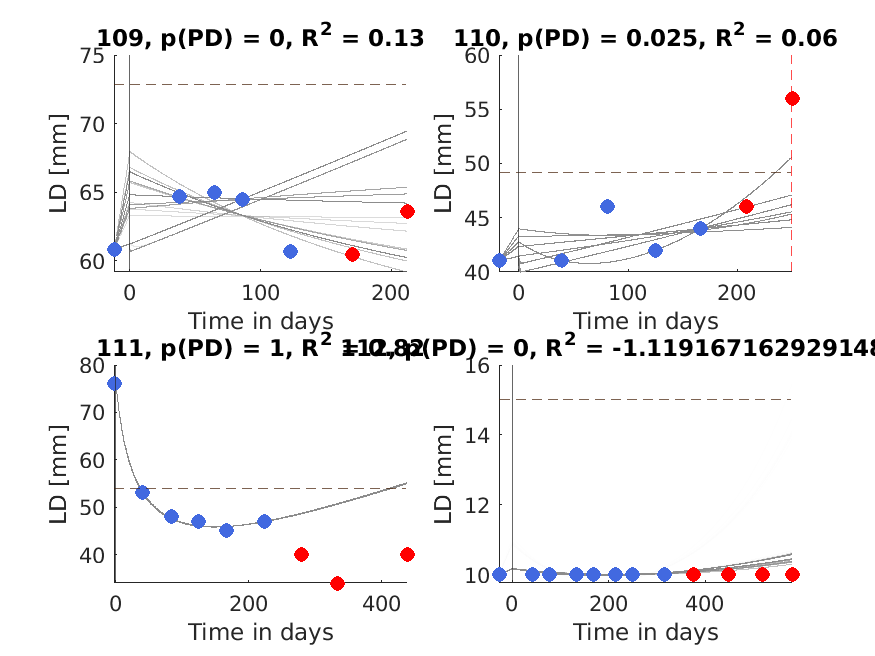 109, p(PD) = 0, R² = 0.13
110, p(PD) = 0.025, R² = 0.06
75
70
65
60
LD [mm]
0
100
200
Time in days
60
55
50
45
40
LD [mm]
0
100
200
Time in days
111, p(PD) = 1, R² = 0.82
112, p(PD) = 0, R² = -1.119167162929148
80
70
60
50
40
LD [mm]
0
200
400
Time in days
16
14
12
10
LD [mm]
0
200
400
Time in days